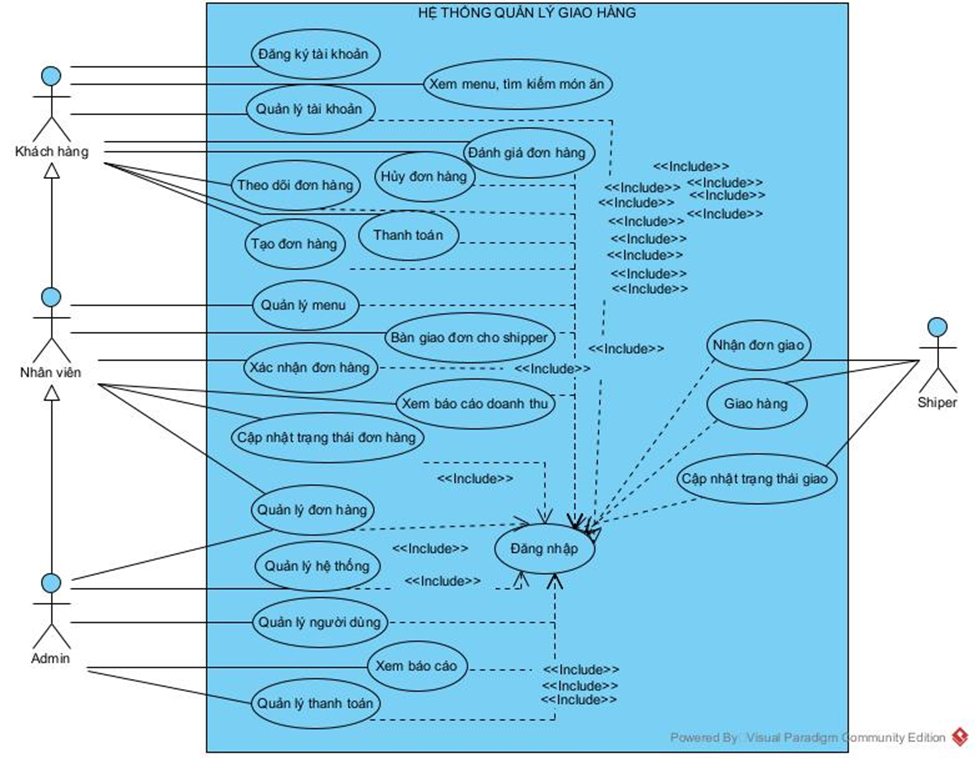 HỆ THỐNG QUẢN LÝ GIAO HÀNG
Đăng ký tài khoản
Xem menu, tìm kiếm món ăn
Quản lý tài khoản
Khách hàng
Đánh giá đơn hàng
<<Include>>
Hủy đơn hàng
Theo dõi đơn hàng
<<Include>>
<<Include>>
<<Include>>
<<Include>>
<<Include>>
<<Include>>
Thanh toán
Tạo đơn hàng
<<Include>>
<<Include>>
<<Include>>
<<Include>>
Quản lý menu
Bàn giao đơn cho shipper
Nhận đơn giao
<<Include>>
Nhân viên
Xác nhận đơn hàng
<<Include>>
Xem báo cáo doanh thu
Giao hàng
Shiper
Cập nhật trạng thái đơn hàng
<<Include>>
Cập nhật trạng thái giao
Quản lý đơn hàng
<<Include>>
Đăng nhập
Quản lý hệ thống
<<Include>>
Quản lý người dùng
Admin
Xem báo cáo
<<Include>>
<<Include>>
<<Include>>
Quản lý thanh toán
Powered By Visual Paradigm Community Edition